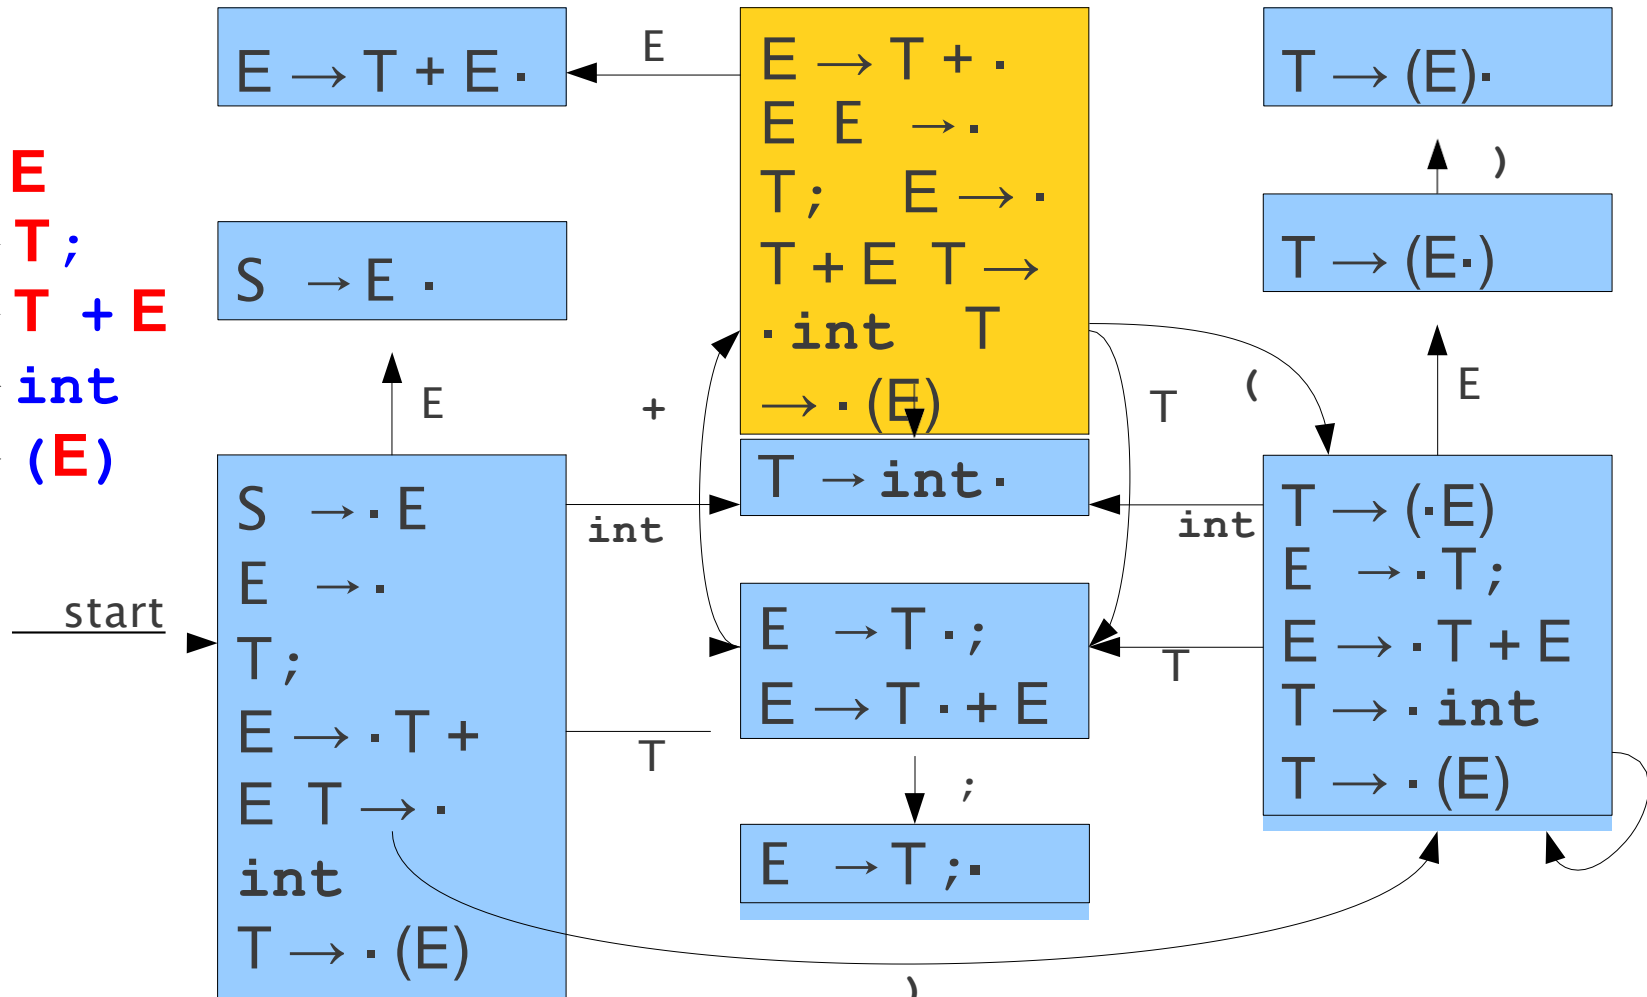 E → T + E ·
E
E → T + ·
E E → ·
T ; E → ·
T + E T →
· int T
→ · (E)
T → (E)·
)
T → (E·)
E
T ;
T + E
int
(E)
S → E ·
E
+
T
(
E
start
S → · E
E → ·
T ;
E → · T +
E T → ·
int
T → · (E)
int
T
T → int ·
E → T · ;
E → T · + E
;
E → T ; ·
int
T
T → (·E)
E → · T ;
E → · T + E
T → · int
T → · (E)
)